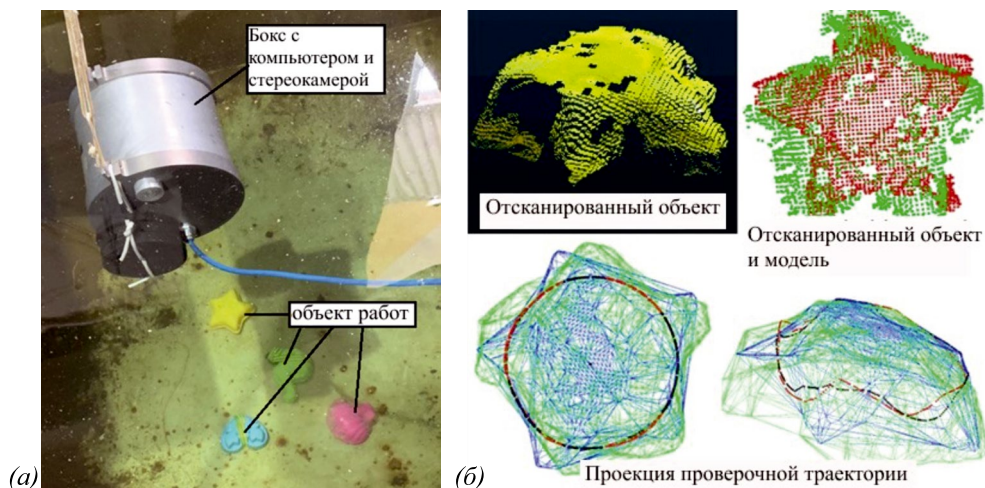 Бокс с
компьютером и
стереокамерой
объект работ
(а)
Отсканированный объект
Отсканированный объект
и модель
Проекция проверочной траектории
(б)